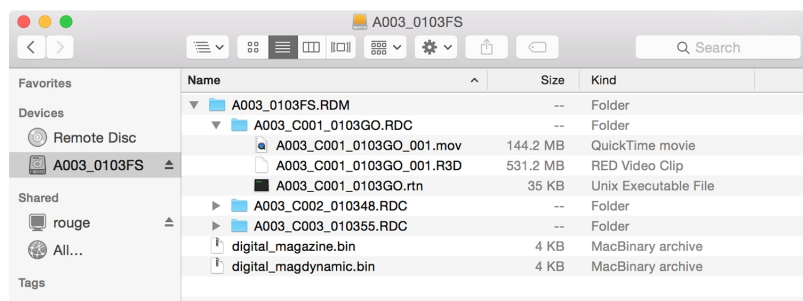 A003_0103FS
Search
Favorites
Devices
Remote Disc
A003_0103FS
Shared
rouge
All...
Tags
Name Size Kind
A003_0103FS.RDM -- Folder
A003_C001_0103GO.RDC -- Folder
A003_C001_0103GO_001.mov 144.2 MB QuickTime movie
A003_C001_0103GO_001.R3D 531.2 MB RED Video Clip
A003_C001_0103GO.rtn 35 KB Unix Executable File
A003_C002_010348.RDC -- Folder
A003_C003_010355.RDC -- Folder
digital_magazine.bin 4 KB MacBinary archive
digital_magdynamic.bin 4 KB MacBinary archive